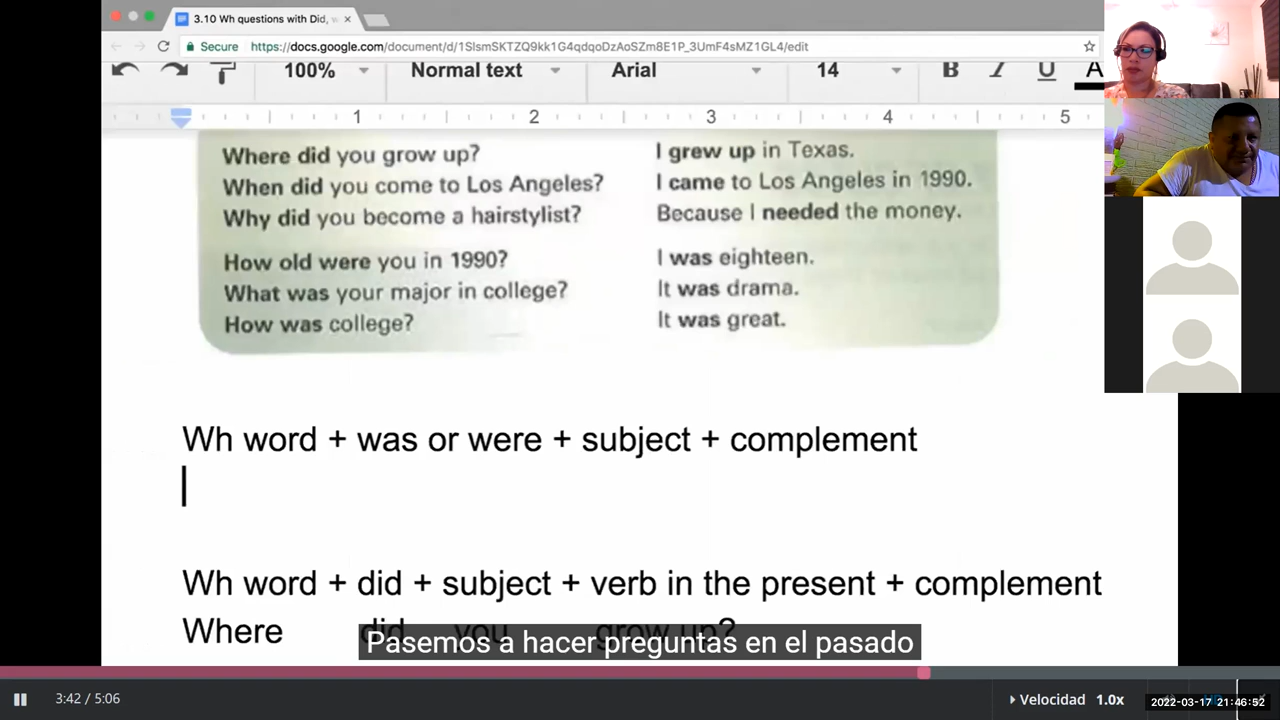 3.10 Wh questions with Did, w
Secure https://docs.google.com/document/d/1SlsmSKTZQ9kk1G4qdqoDzAoSZm8E1P_3UmF4sMZ1GL4/edit
100% Normal text Arial 14 B I U A
1 2 3 4 5
Where did you grow up? I grew up in Texas.
When did you come to Los Angeles? I came to Los Angeles in 1990.
Why did you become a hairstylist? Because I needed the money.
How old were you in 1990? I was eighteen.
What was your major in college? It was drama.
How was college? It was great.
Wh word + was or were + subject + complement
Wh word + did + subject + verb in the present + complement
Where did you grow up?
Pasemos a hacer preguntas en el pasado
3:42 / 5:06 Velocidad 1.0x
2022-03-17 21:46:52